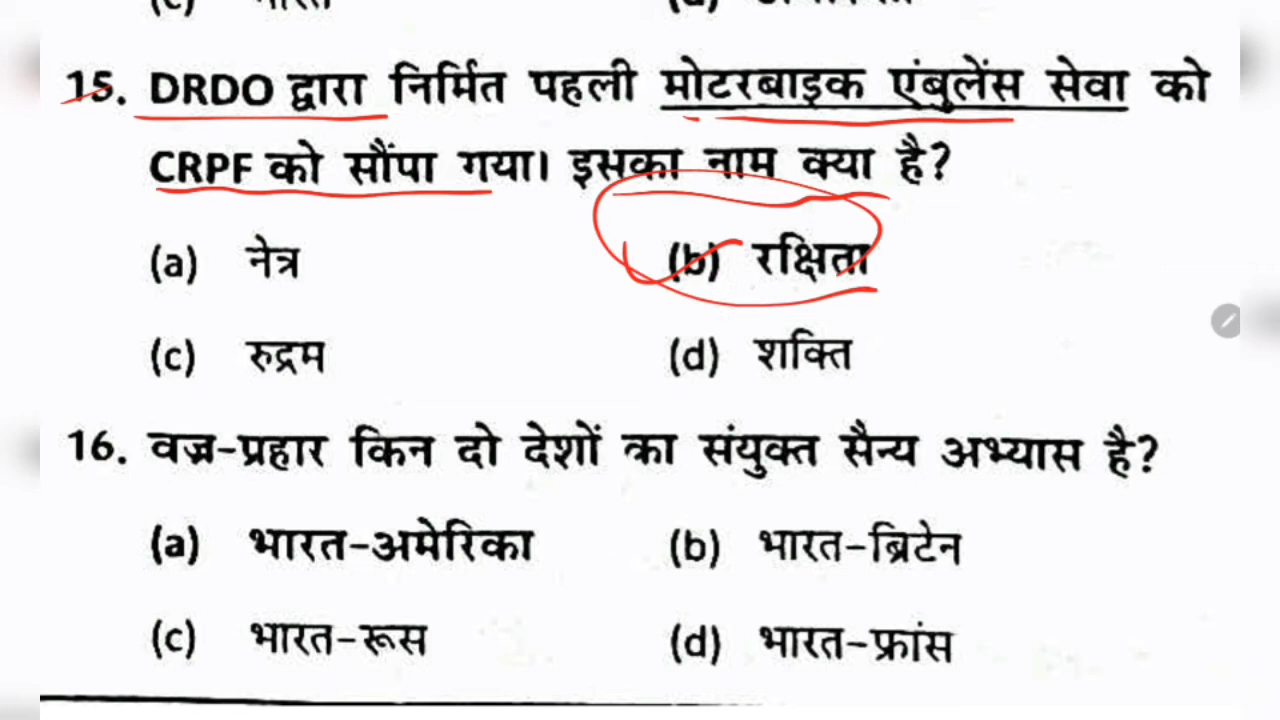 15. DRDO द्वारा निर्मित पहली मोटरबाइक एंबुलेंस सेवा को
CRPF को सौंपा गया। इसका नाम क्या है?
(a) नेत्र (b) रक्षिता
(c) रुद्रम (d) शक्ति
16. वज्र-प्रहार किन दो देशों का संयुक्त सैन्य अभ्यास है?
(a) भारत-अमेरिका (b) भारत-ब्रिटेन
(c) भारत-रूस (d) भारत-फ्रांस